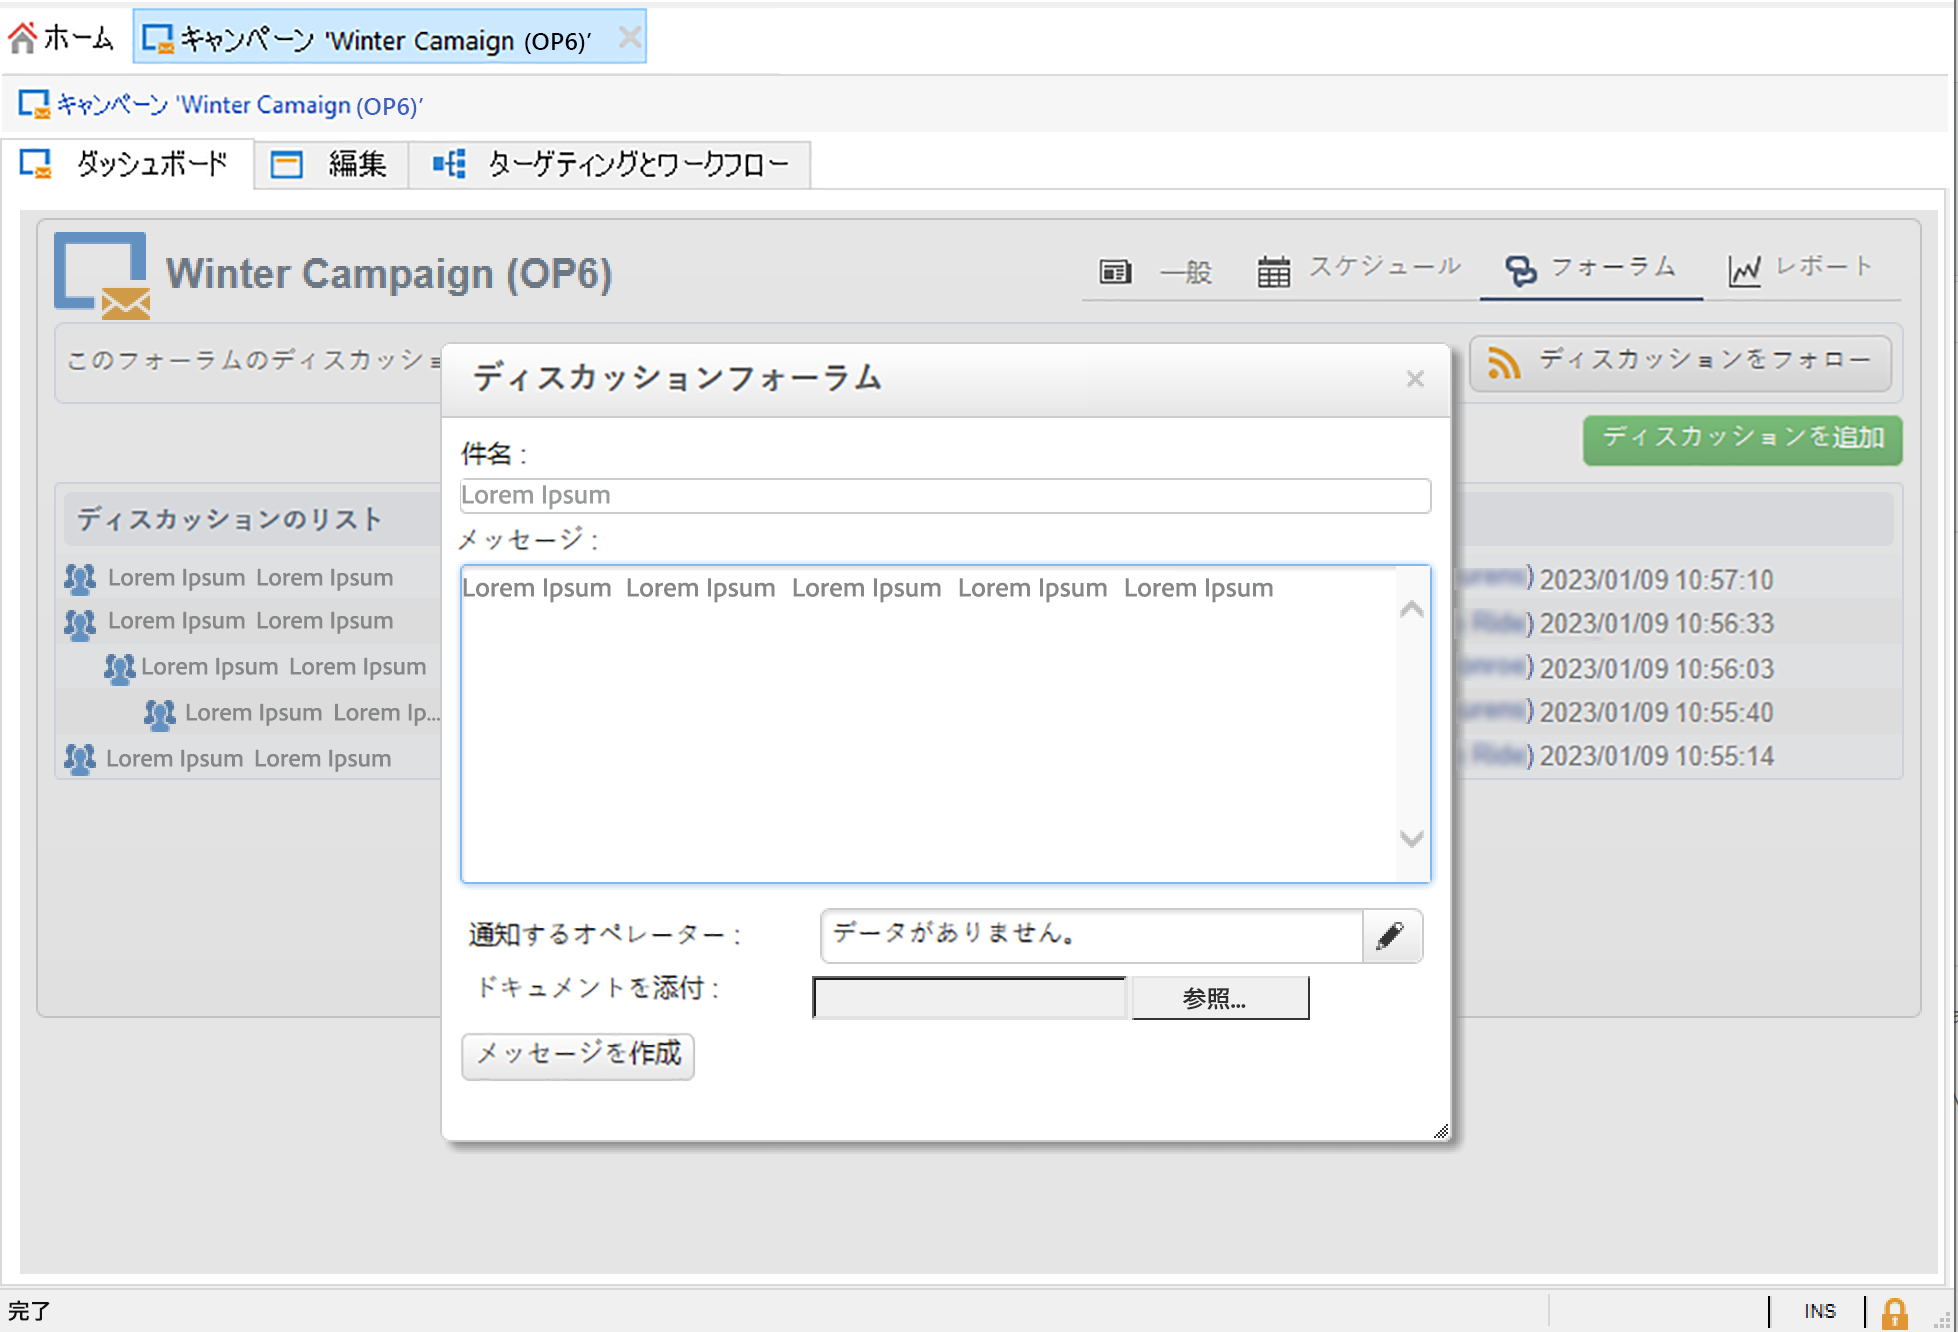 ホーム
キャンペーン 'Winter Camaign (OP6)’
キャンペーン 'Winter Camaign (OP6)’
ダッシュボード
編集
ターゲティングとワークフロー
Winter Campaign (OP6)
一般
スケジュール
フォーラム
レポート
このフォーラムのディスカッショ
ディスカッションをフォロー
ディスカッションを追加
ディスカッションのリスト
Lorem Ipsum Lorem Ipsum
Lorem Ipsum Lorem Ipsum
Lorem Ipsum Lorem Ipsum
Lorem Ipsum Lorem Ip...
Lorem Ipsum Lorem Ipsum
ディスカッションフォーラム
件名 :
Lorem Ipsum
メッセージ :
Lorem Ipsum Lorem Ipsum Lorem Ipsum Lorem Ipsum Lorem Ipsum
通知するオペレーター :
データがありません。
ドキュメントを添付 :
参照...
メッセージを作成
) 2023/01/09 10:57:10
) 2023/01/09 10:56:33
) 2023/01/09 10:56:03
) 2023/01/09 10:55:40
) 2023/01/09 10:55:14
完了
INS